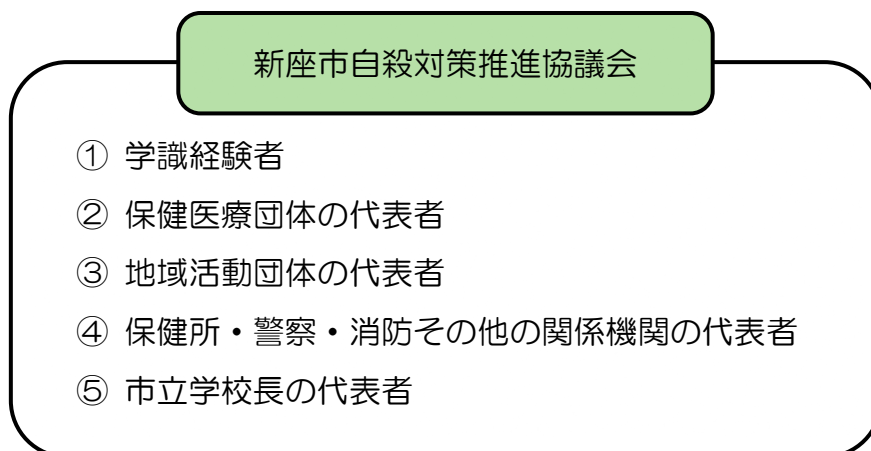 新座市自殺対策推進協議会
① 学識経験者
② 保健医療団体の代表者
③ 地域活動団体の代表者
④ 保健所・警察・消防その他の関係機関の代表者
⑤ 市立学校長の代表者